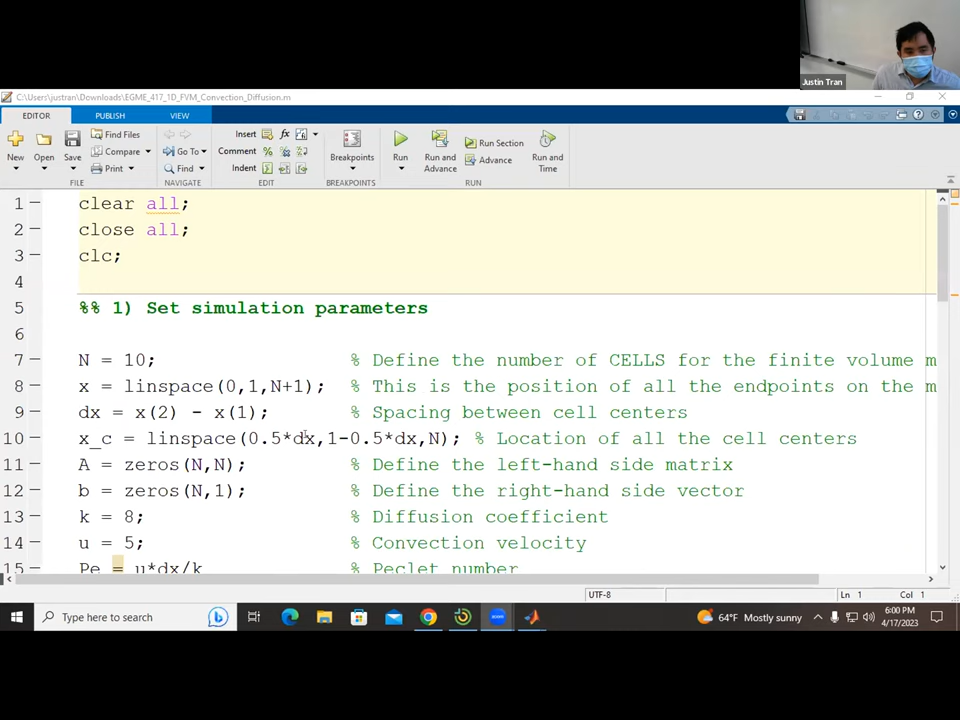 Justin Tran
C:\Users\justran\Downloads\EGME_417_1D_FVM_Convection_Diffusion.m
EDITOR PUBLISH VIEW
New Open Save Find Files Compare Print
Go To Find
Insert fx
Comment %
Indent
Breakpoints Run Run and Advance Run Section Advance Run and Time
FILE NAVIGATE EDIT BREAKPOINTS RUN
1 clear all;
2 close all;
3 clc;
4
5 %% 1) Set simulation parameters
6
7 N = 10; % Define the number of CELLS for the finite volume m
8 x = linspace(0,1,N+1); % This is the position of all the endpoints on the m
9 dx = x(2) - x(1); % Spacing between cell centers
10 x_c = linspace(0.5*dx,1-0.5*dx,N); % Location of all the cell centers
11 A = zeros(N,N); % Define the left-hand side matrix
12 b = zeros(N,1); % Define the right-hand side vector
13 k = 8; % Diffusion coefficient
14 u = 5; % Convection velocity
15 Pe = u*dx/k % Peclet number
UTF-8 Ln 1 Col 1
Type here to search
zoom
64°F Mostly sunny
6:00 PM
4/17/2023